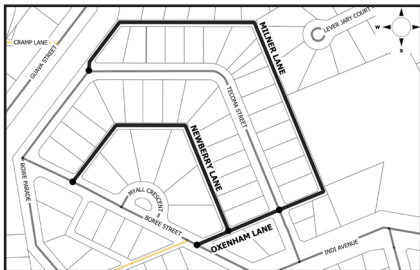 MILNER LANE
LEVER JARY COURT
CRAMP LANE
GUAVA STREET
W
E
S
TECOMA STREET
NEWBERRY LANE
ROWE PARADE
MYALL CRESCENT
BOREE STREET
OXENHAM LANE
INDI AVENUE